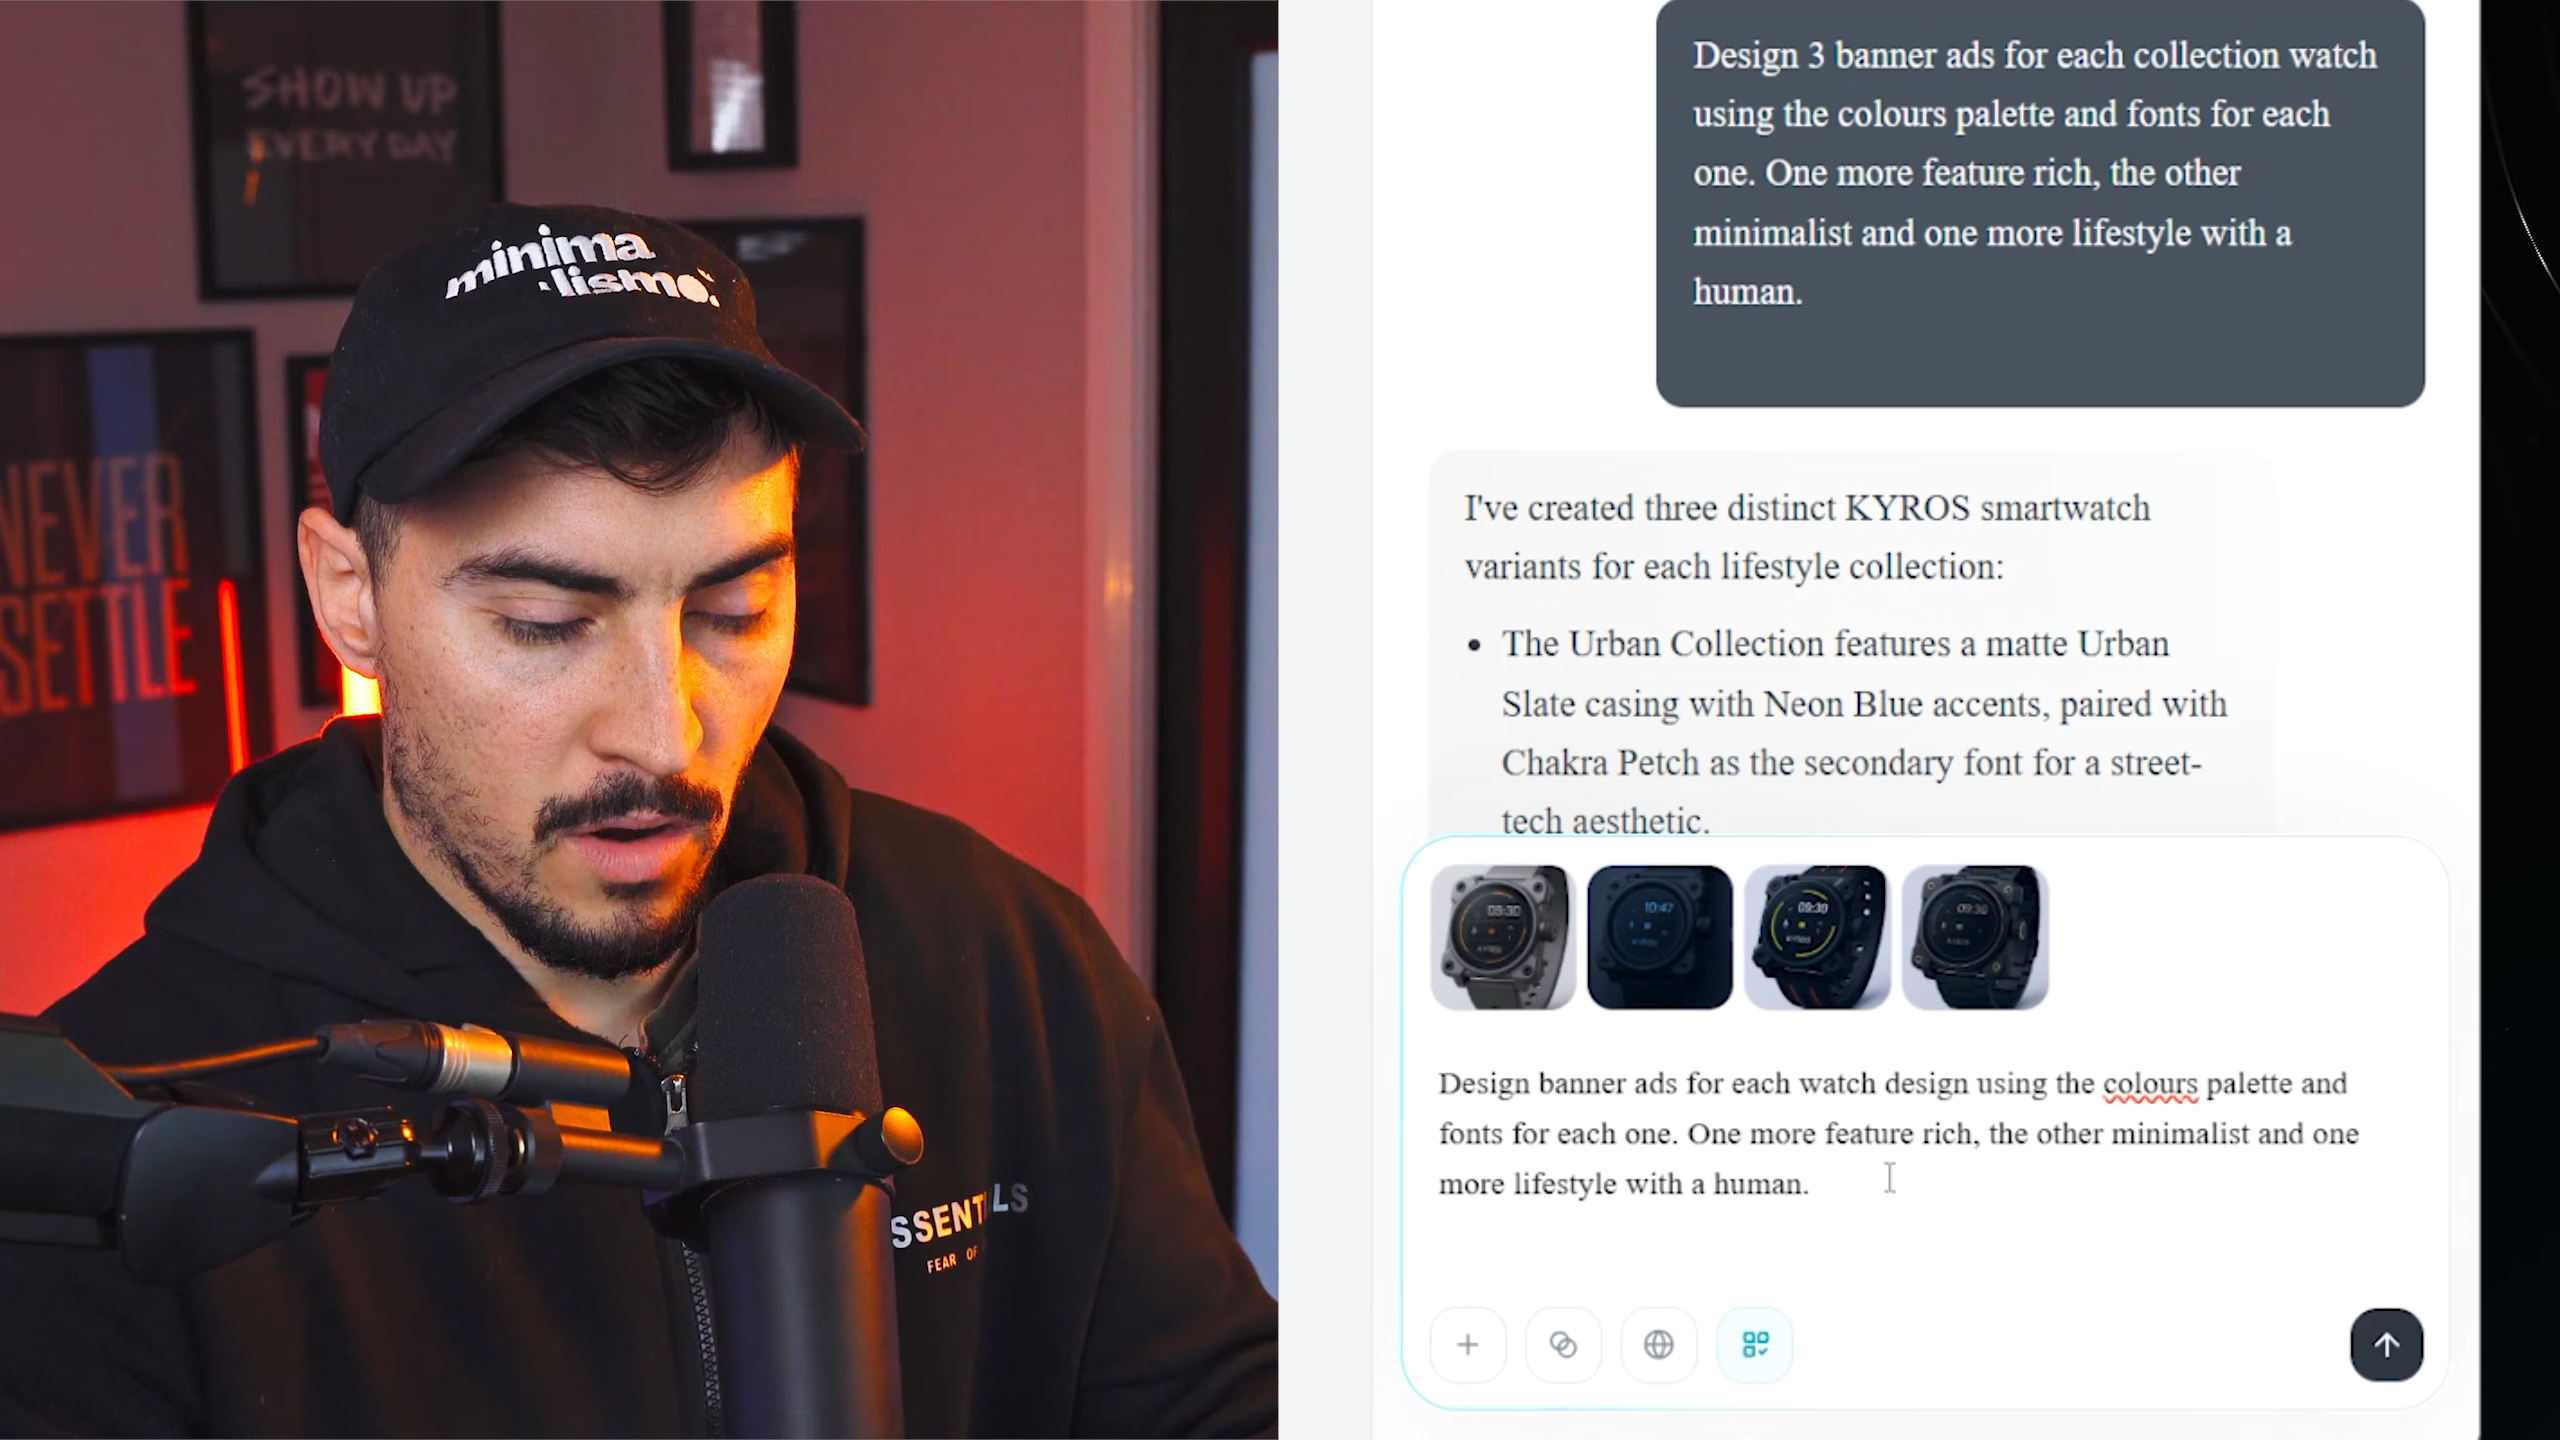 SHOW UP
EVERY DAY
minima
lismo.
NEVER
SETTLE
SSENTIALS
FEAR OF
Design 3 banner ads for each collection watch
using the colours palette and fonts for each
one. One more feature rich, the other
minimalist and one more lifestyle with a
human.
I've created three distinct KYROS smartwatch
variants for each lifestyle collection:
• The Urban Collection features a matte Urban
Slate casing with Neon Blue accents, paired with
Chakra Petch as the secondary font for a street-
tech aesthetic.
09:30
10:47
09:30
09:30
Design banner ads for each watch design using the colours palette and
fonts for each one. One more feature rich, the other minimalist and one
more lifestyle with a human.